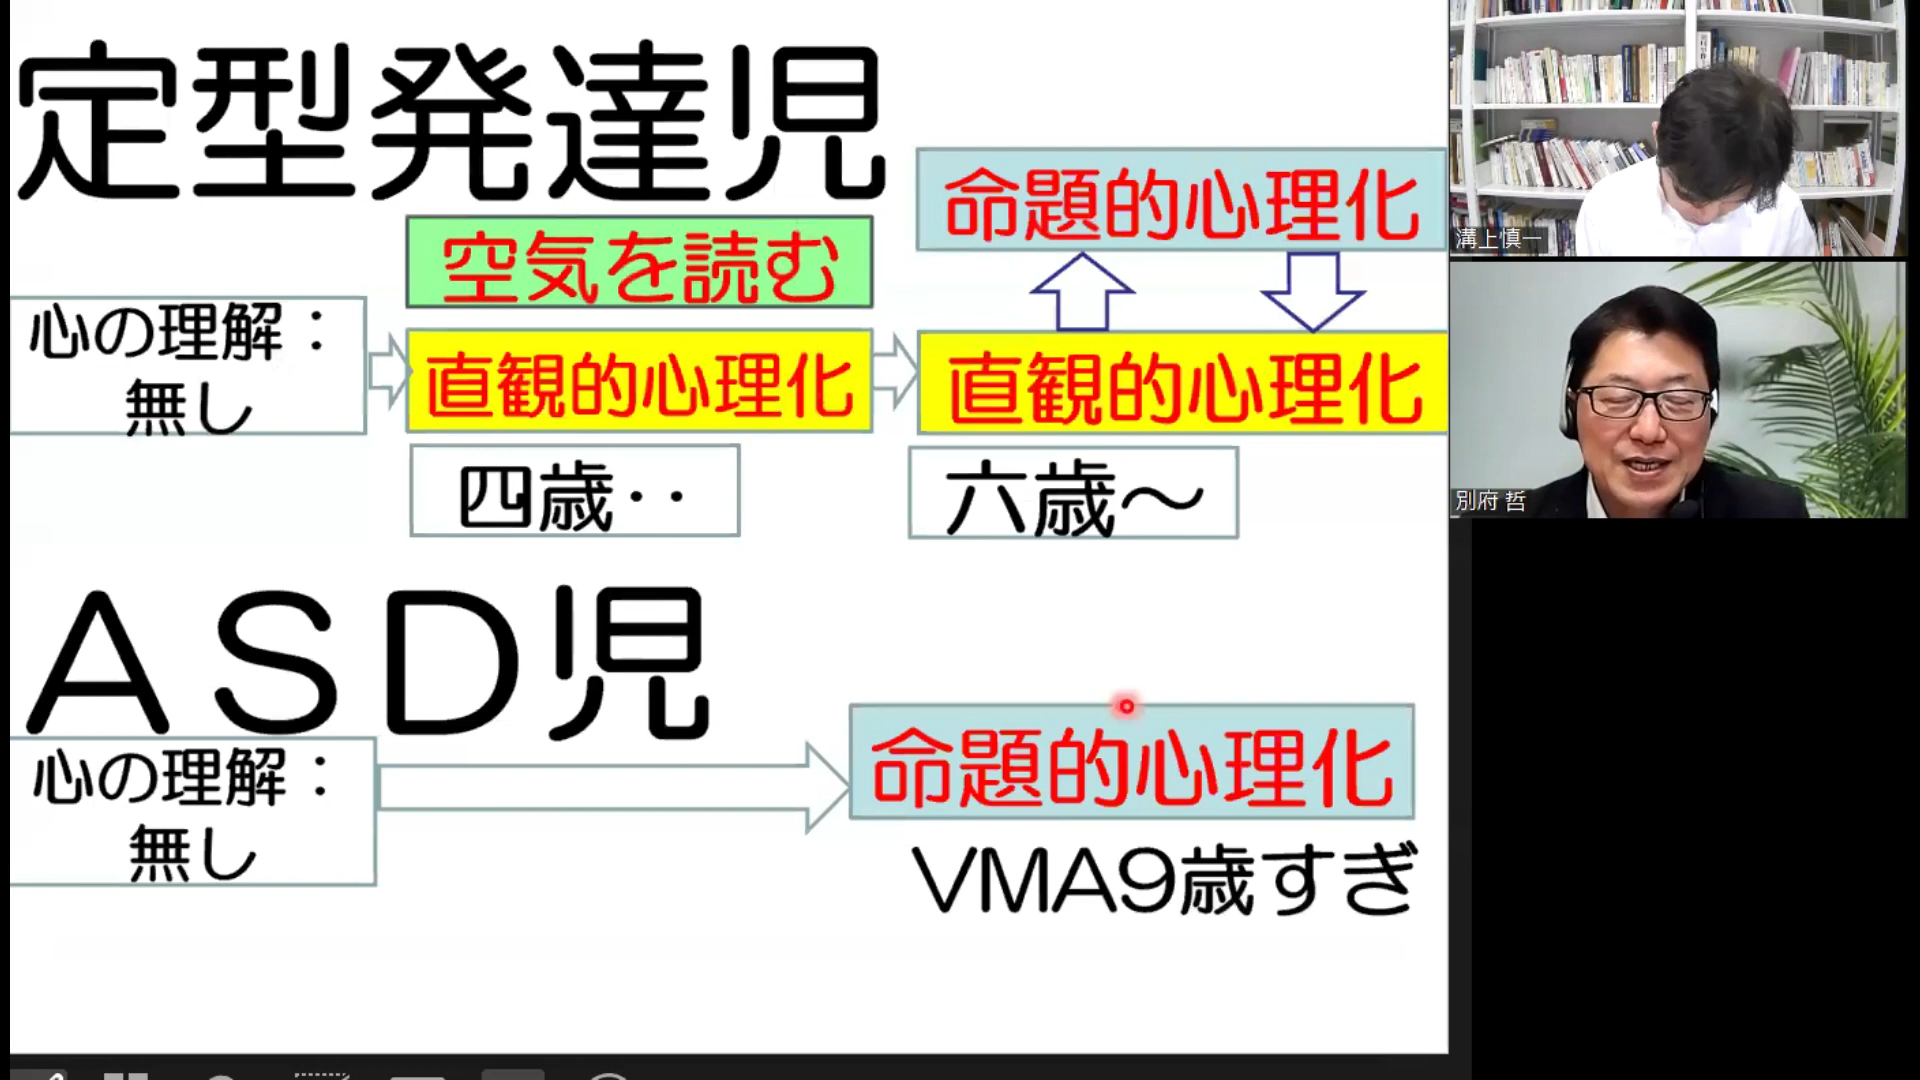 定型発達児
命題的心理化
空気を読む
心の理解：
無し
直観的心理化
直観的心理化
四歳‥
六歳～
ＡＳＤ児
心の理解：
無し
命題的心理化
VMA9歳すぎ
溝上慎一
別府 哲